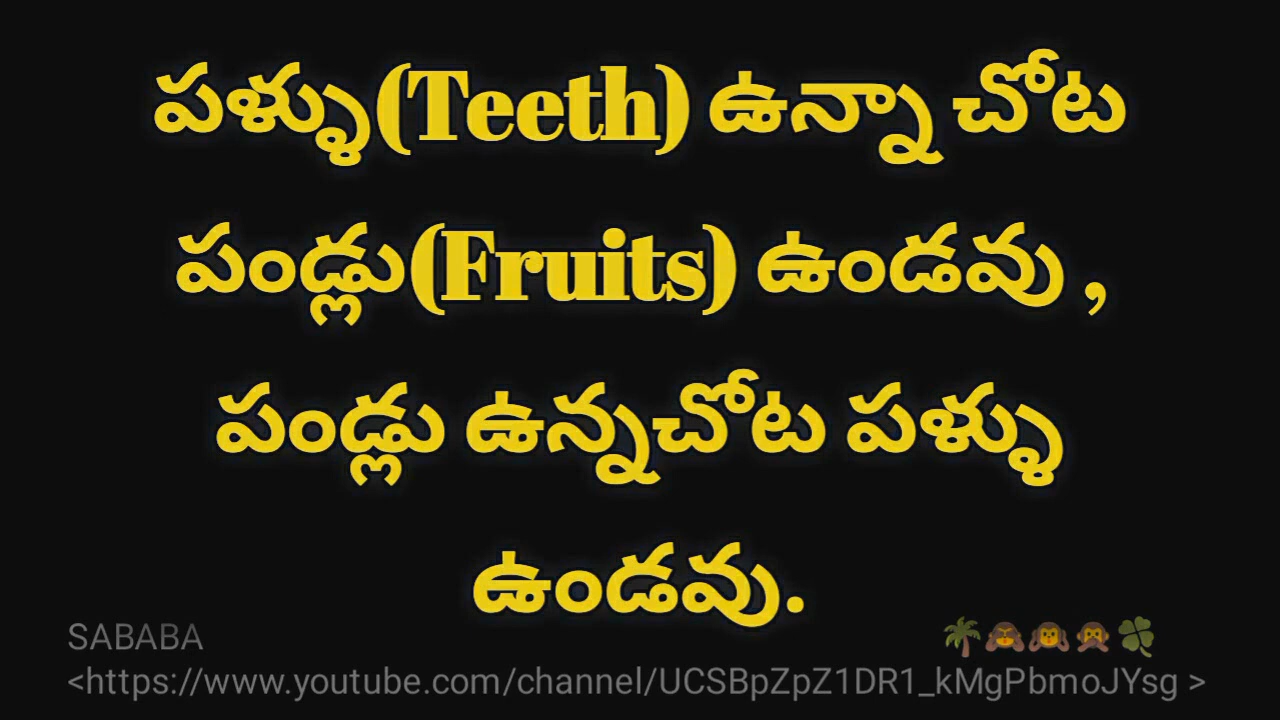 పళ్ళు(Teeth) ఉన్నా చోట
పండ్లు(Fruits) ఉండవు ,
పండ్లు ఉన్నచోట పళ్ళు
ఉండవు.
SABABA 🌴🙈🙉🙊🍀
<https://www.youtube.com/channel/UCSBpZpZ1DR1_kMgPbmoJYsg >